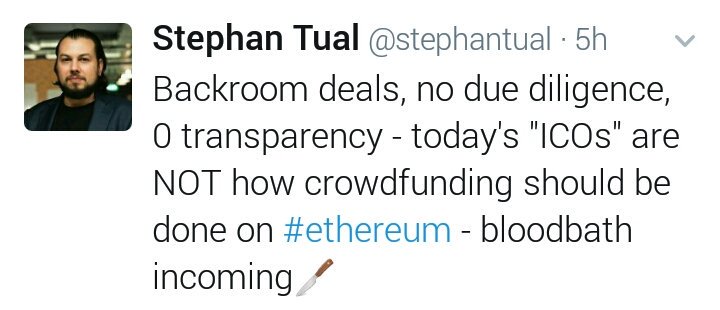 Stephan Tual @stephantual · 5h
Backroom deals, no due diligence,
0 transparency - today's "ICOs" are
NOT how crowdfunding should be
done on #ethereum - bloodbath
incoming🔪